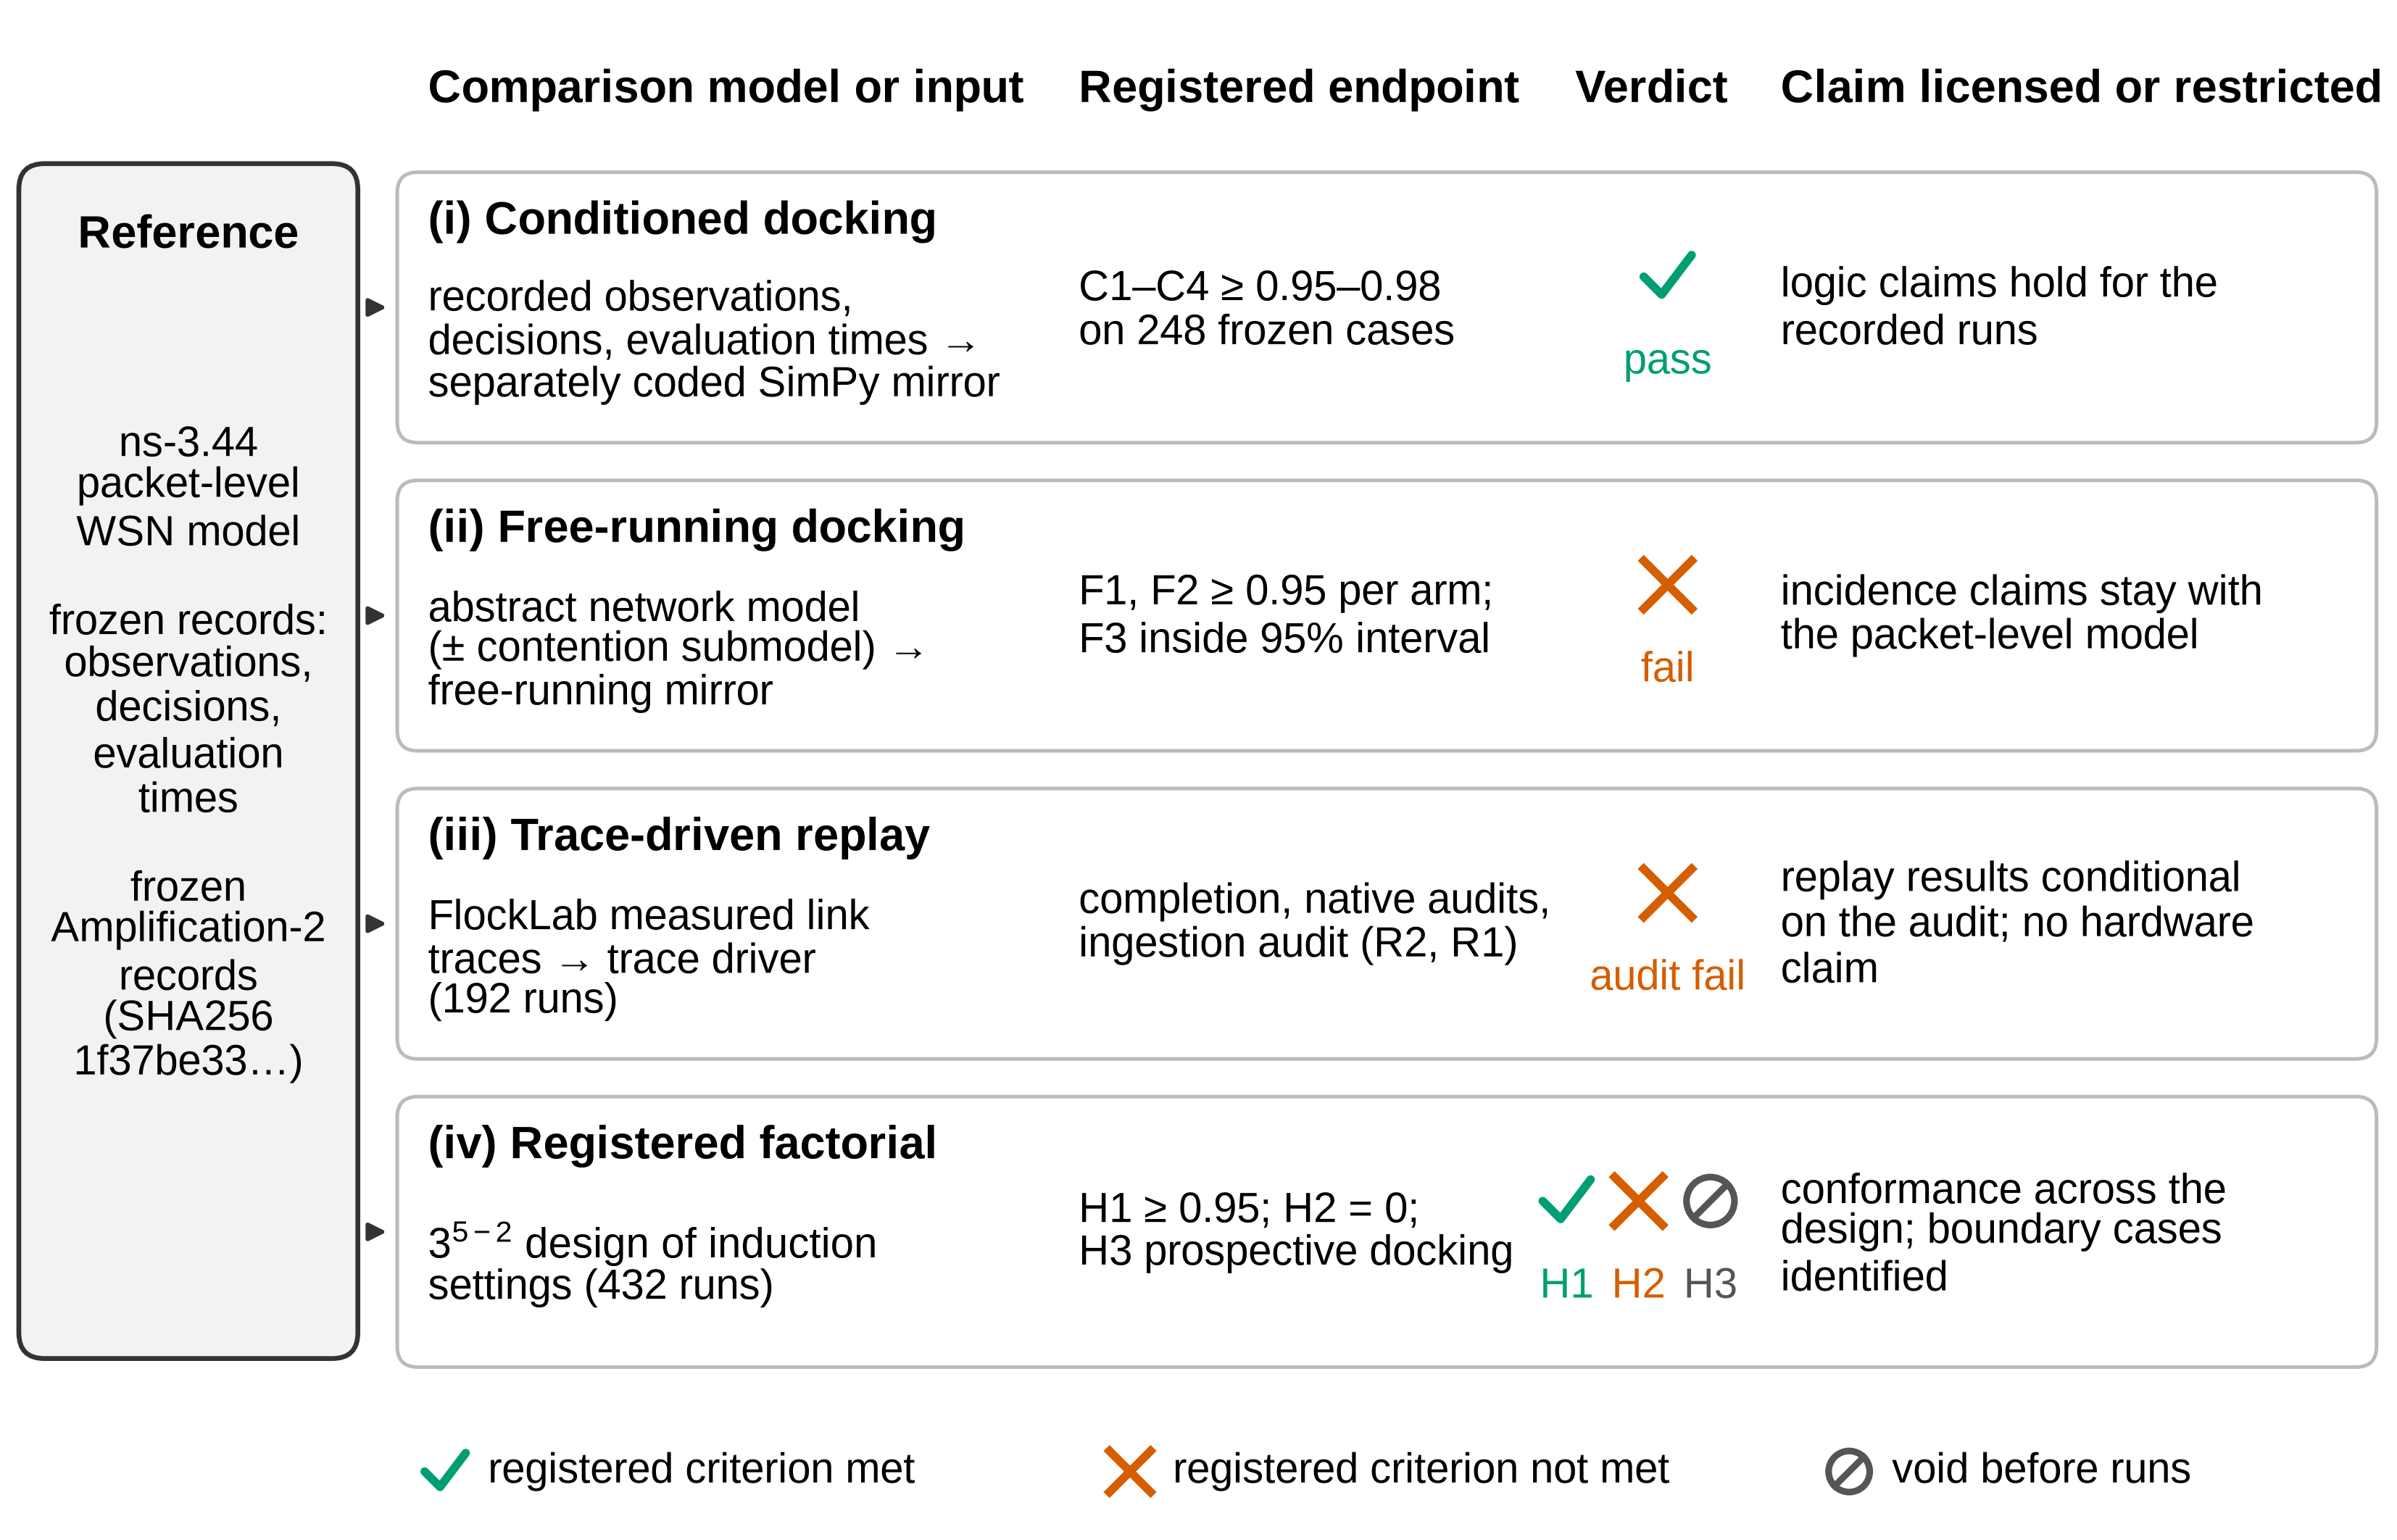 Comparison model or input
Registered endpoint
Verdict
Claim licensed or restricted
Reference
ns-3.44
packet-level
WSN model
frozen records:
observations,
decisions,
evaluation
times
frozen
Amplification-2
records
(SHA256
1f37be33…)
(i) Conditioned docking
recorded observations,
decisions, evaluation times →
separately coded SimPy mirror
C1–C4 ≥ 0.95–0.98
on 248 frozen cases
pass
logic claims hold for the
recorded runs
(ii) Free-running docking
abstract network model
(± contention submodel) →
free-running mirror
F1, F2 ≥ 0.95 per arm;
F3 inside 95% interval
fail
incidence claims stay with
the packet-level model
(iii) Trace-driven replay
FlockLab measured link
traces → trace driver
(192 runs)
completion, native audits,
ingestion audit (R2, R1)
audit fail
replay results conditional
on the audit; no hardware
claim
(iv) Registered factorial
3⁵⁻² design of induction
settings (432 runs)
H1 ≥ 0.95; H2 = 0;
H3 prospective docking
H1 H2 H3
conformance across the
design; boundary cases
identified
registered criterion met
registered criterion not met
void before runs